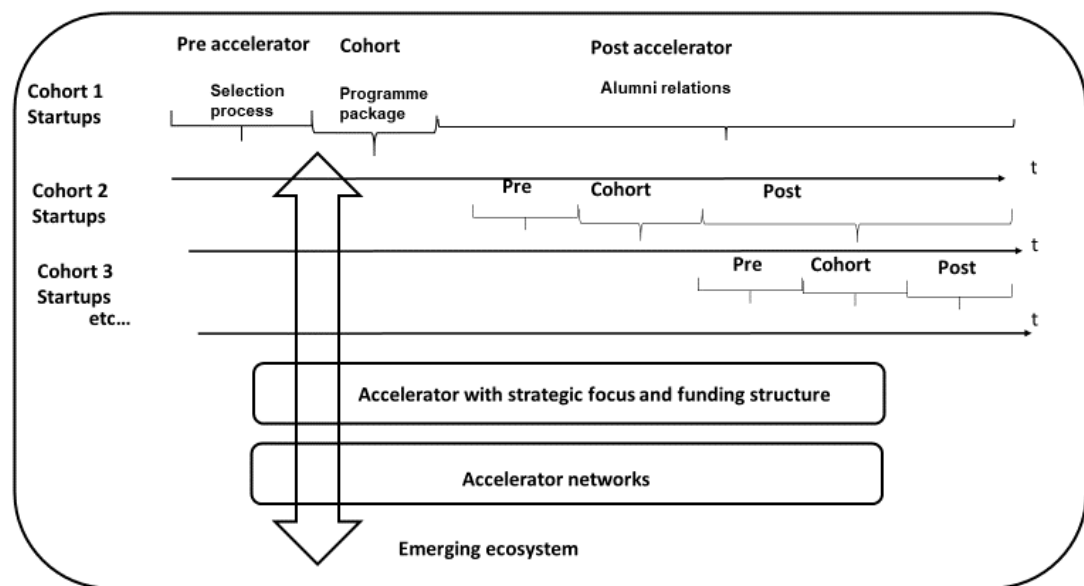 Pre accelerator
Cohort
Post accelerator
Cohort 1
Startups
Selection
process
Programme
package
Alumni relations
t
Cohort 2
Startups
Pre
Cohort
Post
t
Cohort 3
Startups
etc...
Pre
Cohort
Post
t
Accelerator with strategic focus and funding structure
Accelerator networks
Emerging ecosystem